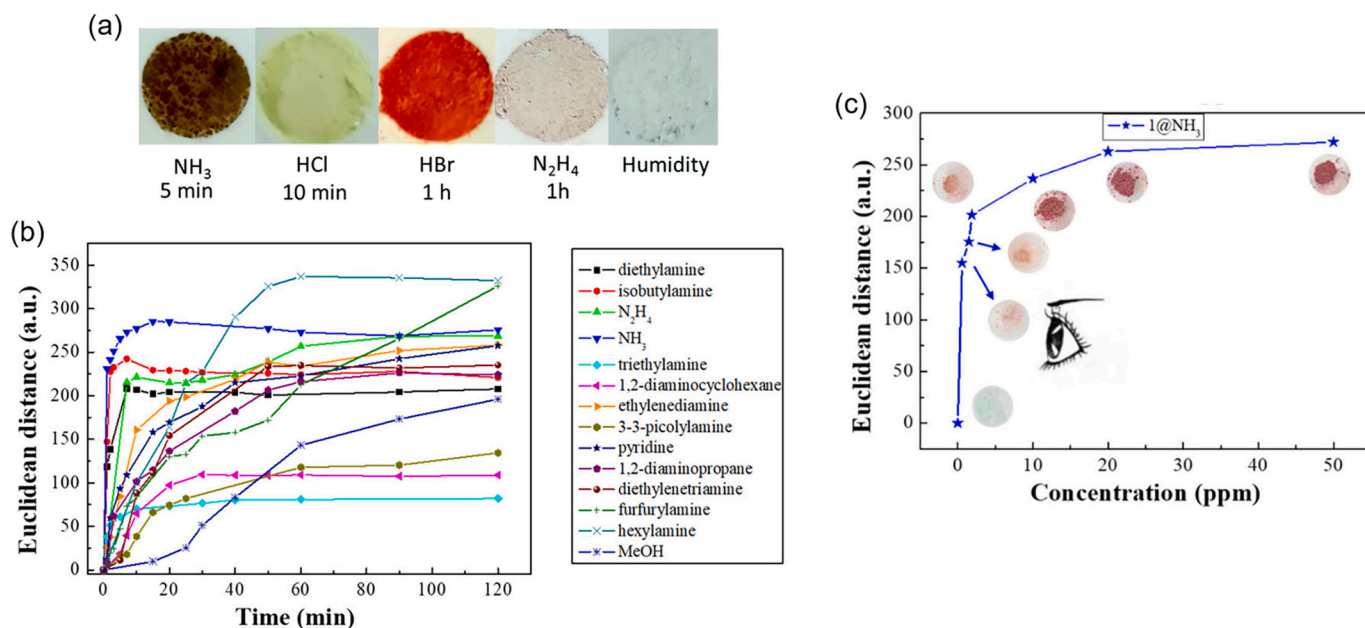 (a)
NH₃ HCl HBr N₂H₄ Humidity
5 min 10 min 1 h 1h
(b)
Euclidean distance (a.u.)
350
300
250
200
150
100
50
0
0 20 40 60 80 100 120
Time (min)
diethylamine
isobutylamine
N₂H₄
NH₃
triethylamine
1,2-diaminocyclohexane
ethylenediamine
3-3-picolylamine
pyridine
1,2-diaminopropane
diethylenetriamine
furfurylamine
hexylamine
MeOH
(c)
Euclidean distance (a.u.)
300
250
200
150
100
50
0
1@NH₃
0 10 20 30 40 50
Concentration (ppm)